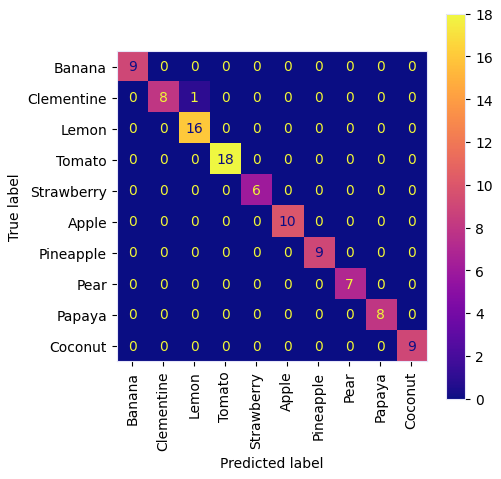 True label
Banana 9 0 0 0 0 0 0 0 0 0
Clementine 0 8 1 0 0 0 0 0 0 0
Lemon 0 0 16 0 0 0 0 0 0 0
Tomato 0 0 0 18 0 0 0 0 0 0
Strawberry 0 0 0 0 6 0 0 0 0 0
Apple 0 0 0 0 0 10 0 0 0 0
Pineapple 0 0 0 0 0 0 9 0 0 0
Pear 0 0 0 0 0 0 0 7 0 0
Papaya 0 0 0 0 0 0 0 0 8 0
Coconut 0 0 0 0 0 0 0 0 0 9
Banana
Clementine
Lemon
Tomato
Strawberry
Apple
Pineapple
Pear
Papaya
Coconut
Predicted label
18
16
14
12
10
8
6
4
2
0